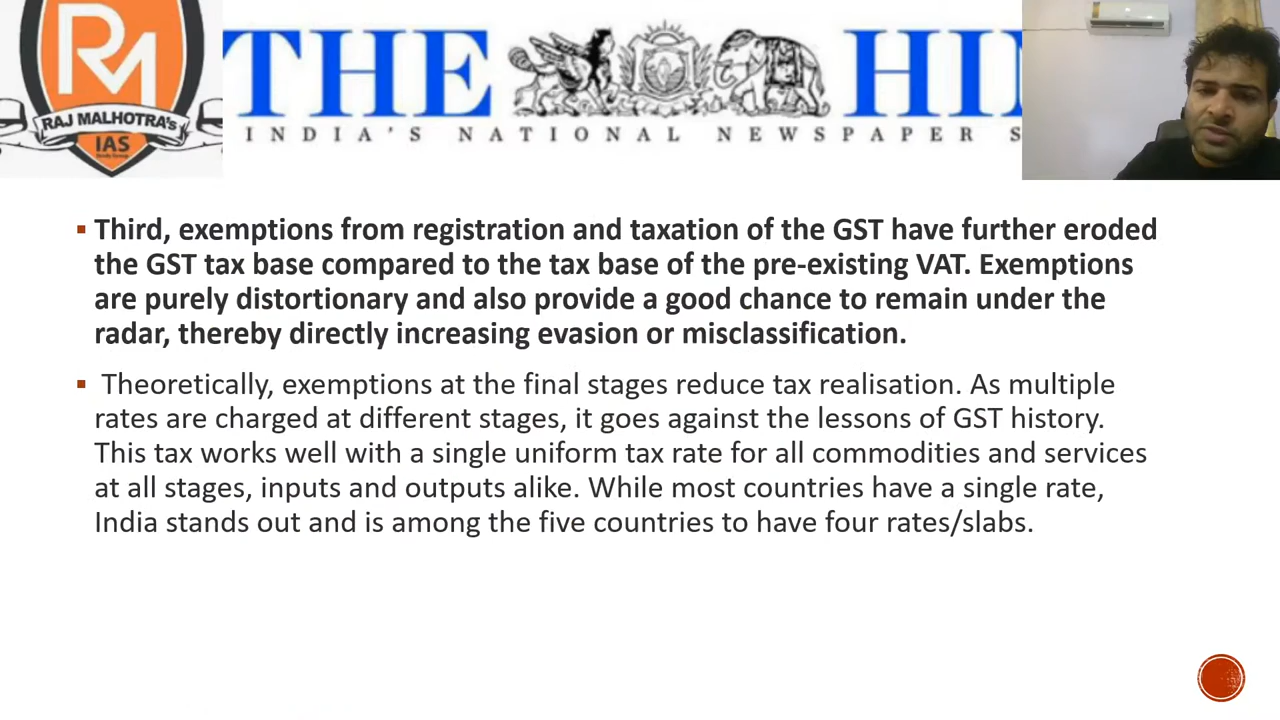 RM
RAJ MALHOTRA'S
IAS
THE HI
INDIA'S NATIONAL NEWSPAPER S
Third, exemptions from registration and taxation of the GST have further eroded
the GST tax base compared to the tax base of the pre-existing VAT. Exemptions
are purely distortionary and also provide a good chance to remain under the
radar, thereby directly increasing evasion or misclassification.
Theoretically, exemptions at the final stages reduce tax realisation. As multiple
rates are charged at different stages, it goes against the lessons of GST history.
This tax works well with a single uniform tax rate for all commodities and services
at all stages, inputs and outputs alike. While most countries have a single rate,
India stands out and is among the five countries to have four rates/slabs.